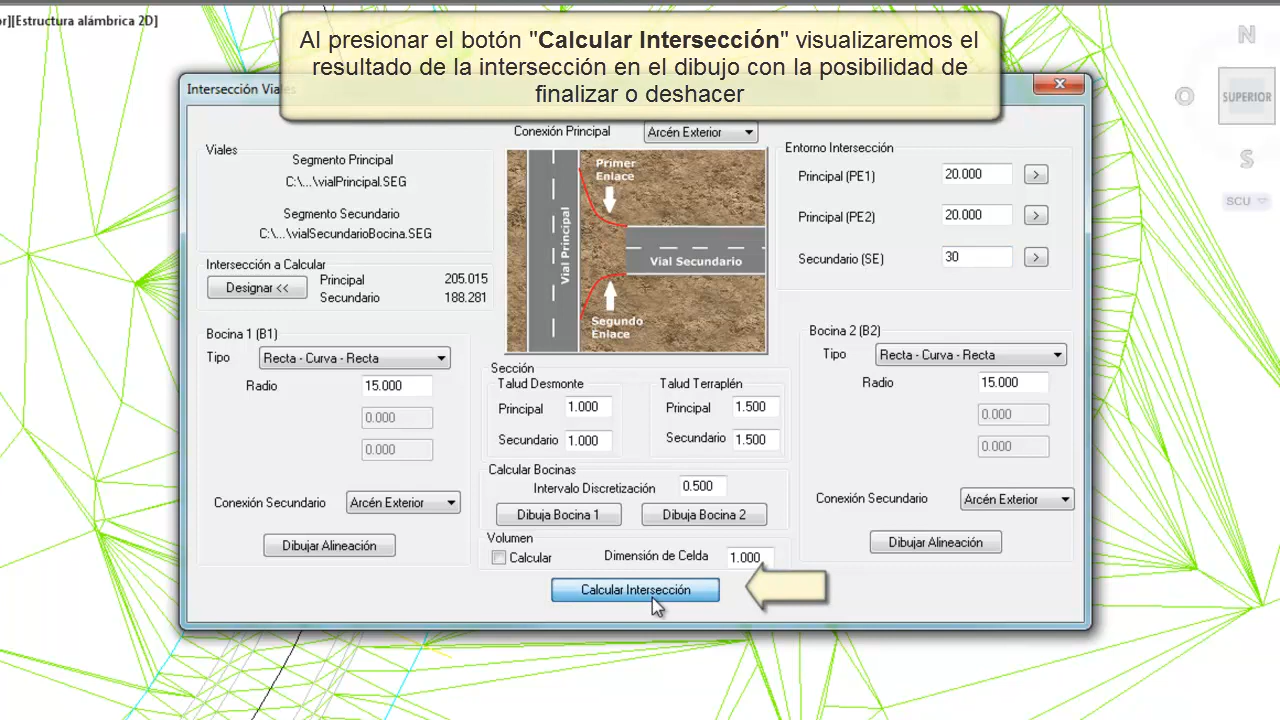 or][Estructura alámbrica 2D]
Al presionar el botón "Calcular Intersección" visualizaremos el
resultado de la intersección en el dibujo con la posibilidad de
finalizar o deshacer
N
O
SUPERIOR
S
SCU
Intersección Viales
Conexión Principal
Arcén Exterior
Viales
Segmento Principal
C:\...\vialPrincipal.SEG
Segmento Secundario
C:\...\vialSecundarioBocina.SEG
Intersección a Calcular
Designar <<
Principal 205.015
Secundario 188.281
Primer
Enlace
Vial Principal
Vial Secundario
Segundo
Enlace
Entorno Intersección
Principal (PE1) 20.000 >
Principal (PE2) 20.000 >
Secundario (SE) 30 >
Bocina 1 (B1)
Tipo Recta - Curva - Recta
Radio 15.000
0.000
0.000
Conexión Secundario Arcén Exterior
Dibujar Alineación
Sección
Talud Desmonte
Principal 1.000
Secundario 1.000
Talud Terraplén
Principal 1.500
Secundario 1.500
Calcular Bocinas
Intervalo Discretización 0.500
Dibuja Bocina 1 Dibuja Bocina 2
Volumen
Calcular Dimensión de Celda 1.000
Calcular Intersección
Bocina 2 (B2)
Tipo Recta - Curva - Recta
Radio 15.000
0.000
0.000
Conexión Secundario Arcén Exterior
Dibujar Alineación